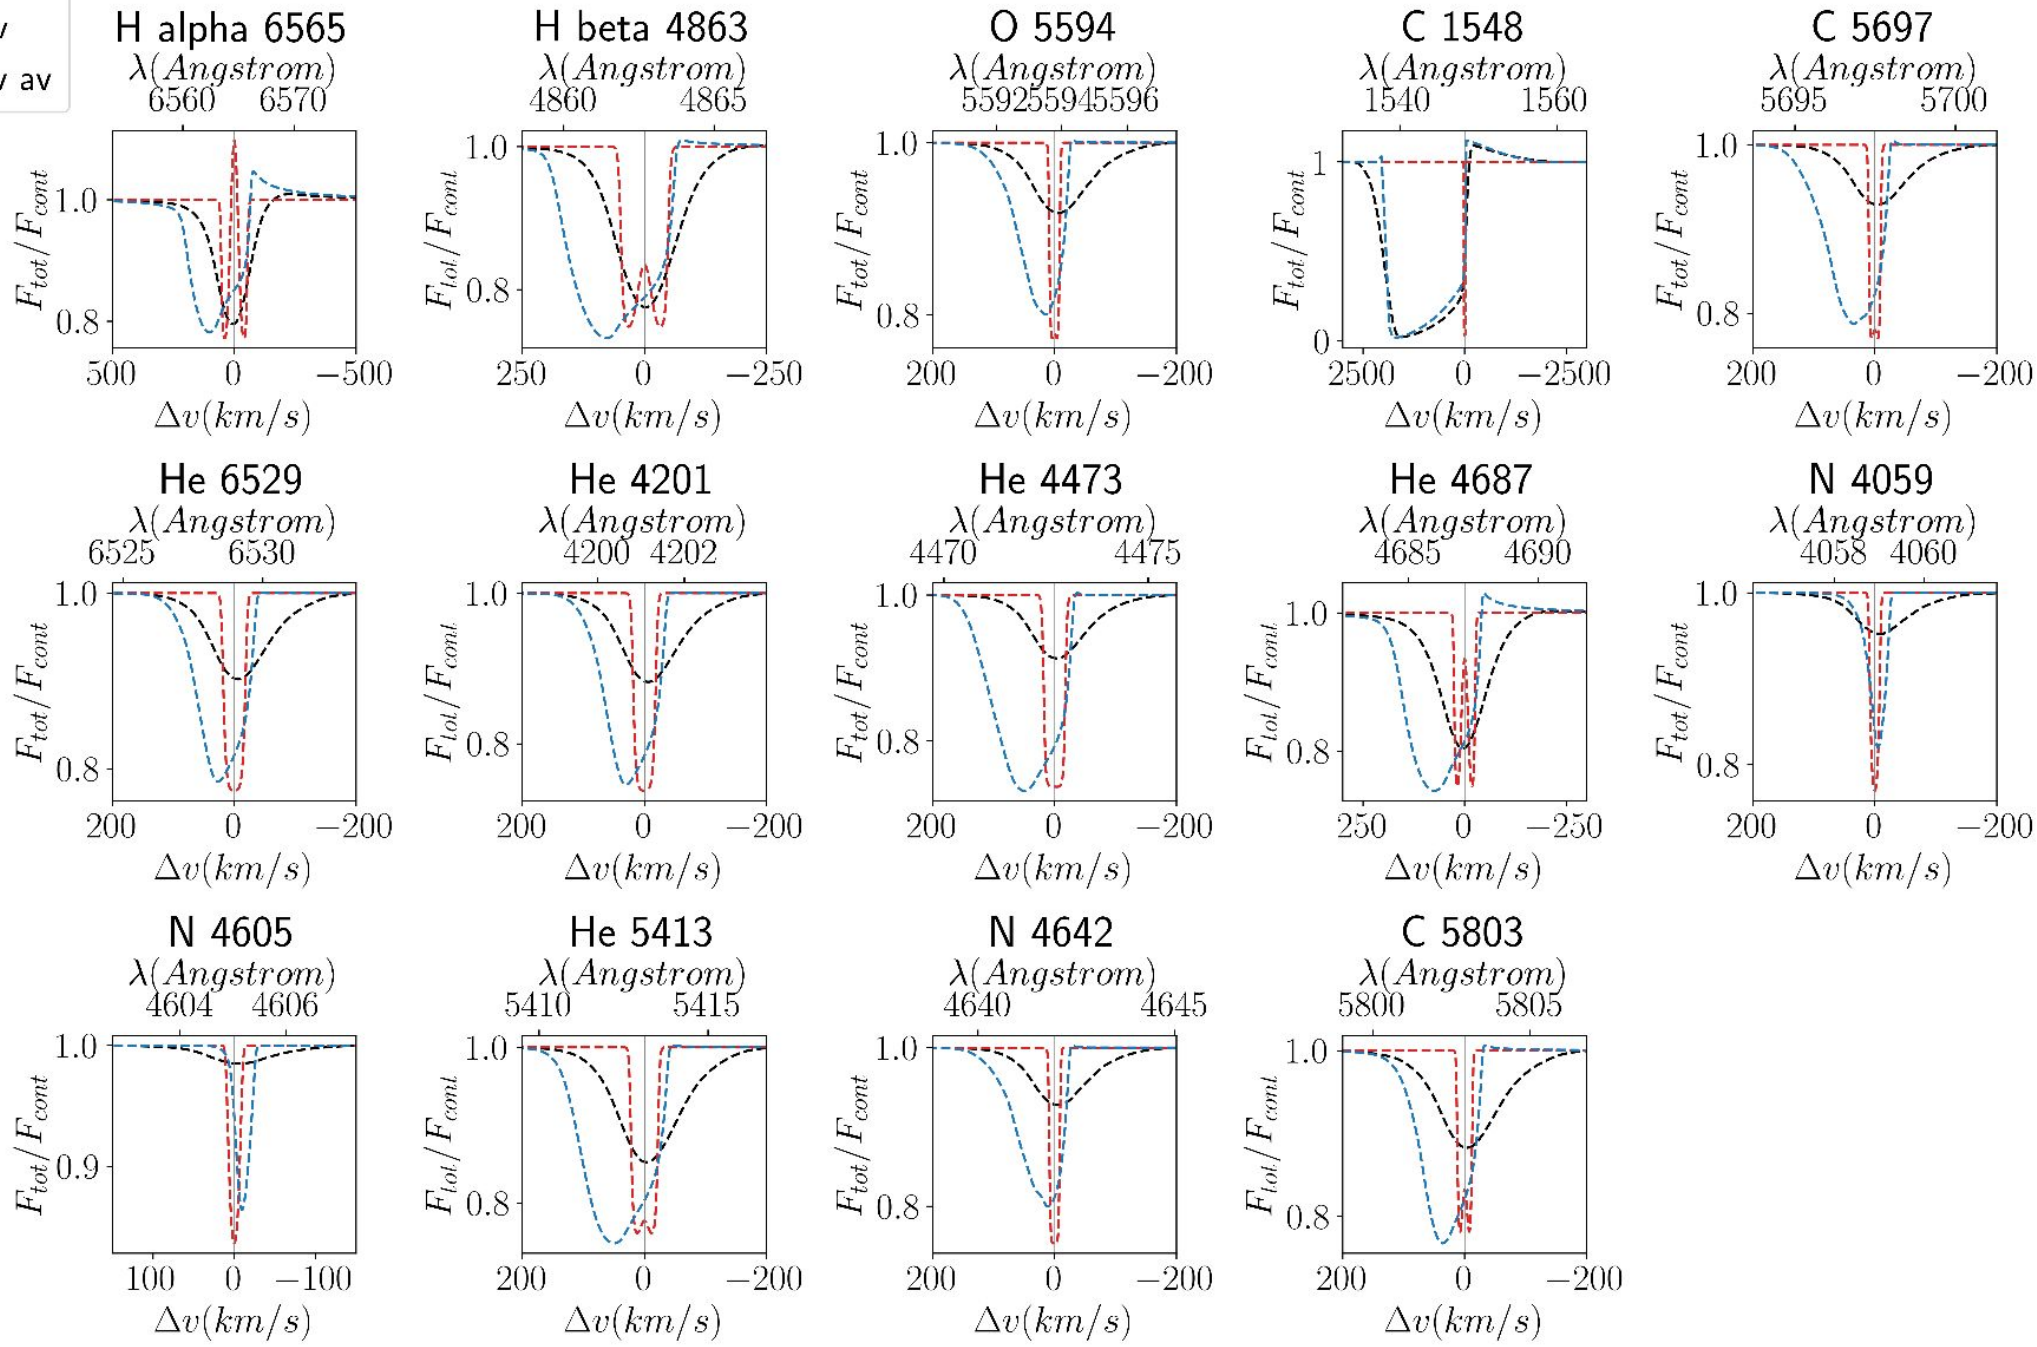 v
v av
H alpha 6565
λ(Angstrom)
6560 6570
1.0
0.8
F_tot/F_cont
500 0 −500
Δv(km/s)
H beta 4863
λ(Angstrom)
4860 4865
1.0
0.8
F_tot/F_cont
250 0 −250
Δv(km/s)
O 5594
λ(Angstrom)
5592 5594 5596
1.0
0.8
F_tot/F_cont
200 0 −200
Δv(km/s)
C 1548
λ(Angstrom)
1540 1560
1
0
F_tot/F_cont
2500 0 −2500
Δv(km/s)
C 5697
λ(Angstrom)
5695 5700
1.0
0.8
F_tot/F_cont
200 0 −200
Δv(km/s)
He 6529
λ(Angstrom)
6525 6530
1.0
0.8
F_tot/F_cont
200 0 −200
Δv(km/s)
He 4201
λ(Angstrom)
4200 4202
1.0
0.8
F_tot/F_cont
200 0 −200
Δv(km/s)
He 4473
λ(Angstrom)
4470 4475
1.0
0.8
F_tot/F_cont
200 0 −200
Δv(km/s)
He 4687
λ(Angstrom)
4685 4690
1.0
0.8
F_tot/F_cont
250 0 −250
Δv(km/s)
N 4059
λ(Angstrom)
4058 4060
1.0
0.8
F_tot/F_cont
200 0 −200
Δv(km/s)
N 4605
λ(Angstrom)
4604 4606
1.0
0.9
F_tot/F_cont
100 0 −100
Δv(km/s)
He 5413
λ(Angstrom)
5410 5415
1.0
0.8
F_tot/F_cont
200 0 −200
Δv(km/s)
N 4642
λ(Angstrom)
4640 4645
1.0
0.8
F_tot/F_cont
200 0 −200
Δv(km/s)
C 5803
λ(Angstrom)
5800 5805
1.0
0.8
F_tot/F_cont
200 0 −200
Δv(km/s)